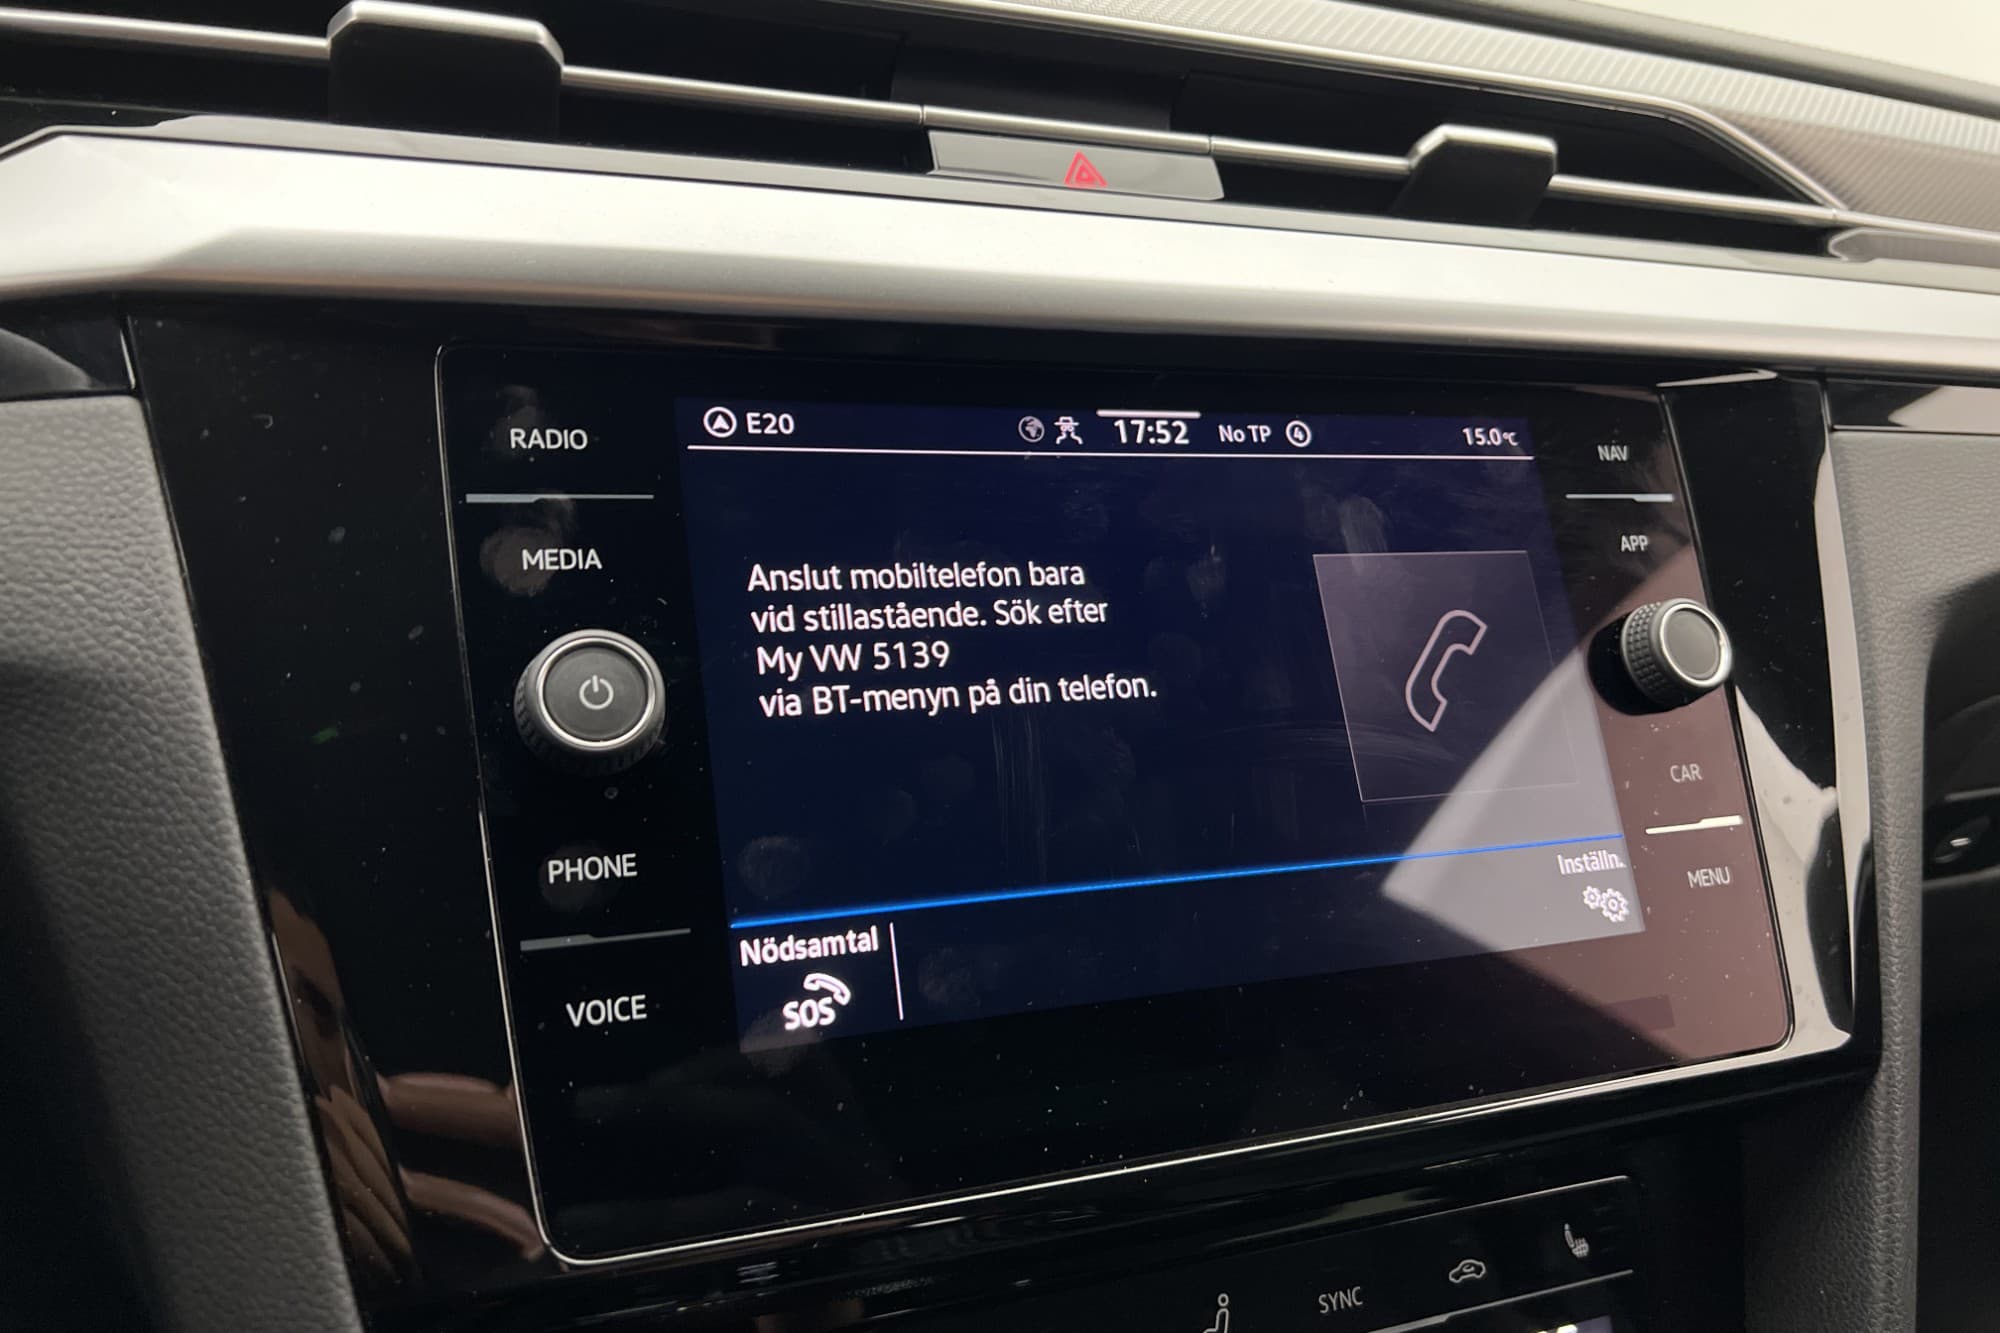 E20
17:52
No TP
4
15.0°C
RADIO
MEDIA
PHONE
VOICE
Anslut mobiltelefon bara
vid stillastående. Sök efter
My VW 5139
via BT-menyn på din telefon.
Nödsamtal
SOS
Inställn.
NAV
APP
CAR
MENU
SYNC